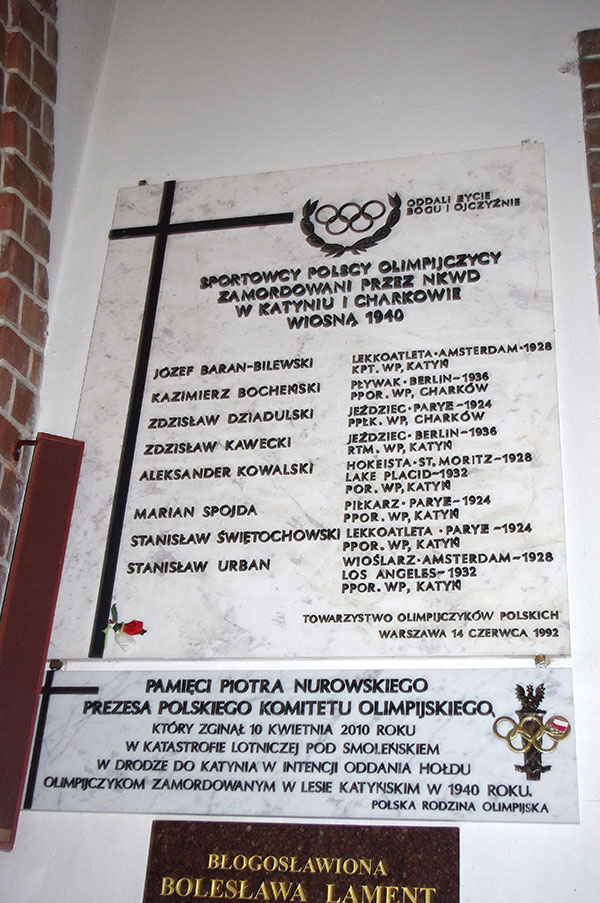 ODDALI ŻYCIE
BOGU I OJCZYŹNIE
SPORTOWCY POLSCY OLIMPIJCZYCY
ZAMORDOWANI PRZEZ NKWD
W KATYNIU I CHARKOWIE
WIOSNĄ 1940
JÓZEF BARAN-BILEWSKI LEKKOATLETA·AMSTERDAM·1928
KPT. WP, KATYŃ
KAZIMIERZ BOCHEŃSKI PŁYWAK·BERLIN-1936
PPOR. WP, CHARKÓW
ZDZISŁAW DZIADULSKI JEŹDZIEC·PARYŻ-1924
PPŁK. WP, CHARKÓW
ZDZISŁAW KAWECKI JEŹDZIEC·BERLIN-1936
RTM. WP, KATYŃ
ALEKSANDER KOWALSKI HOKEISTA·ST. MORITZ-1928
LAKE PLACID-1932
POR. WP, KATYŃ
MARIAN SPOJDA PIŁKARZ·PARYŻ-1924
PPOR. WP, KATYŃ
STANISŁAW ŚWIĘTOCHOWSKI LEKKOATLETA·PARYŻ-1924
PPOR. WP, KATYŃ
STANISŁAW URBAN WIOŚLARZ·AMSTERDAM-1928
LOS ANGELES-1932
PPOR. WP, KATYŃ
TOWARZYSTWO OLIMPIJCZYKÓW POLSKICH
WARSZAWA 14 CZERWCA 1992
PAMIĘCI PIOTRA NUROWSKIEGO
PREZESA POLSKIEGO KOMITETU OLIMPIJSKIEGO,
KTÓRY ZGINĄŁ 10 KWIETNIA 2010 ROKU
W KATASTROFIE LOTNICZEJ POD SMOLEŃSKIEM
W DRODZE DO KATYNIA W INTENCJI ODDANIA HOŁDU
OLIMPIJCZYKOM ZAMORDOWANYM W LESIE KATYŃSKIM W 1940 ROKU.
POLSKA RODZINA OLIMPIJSKA
BŁOGOSŁAWIONA
BOLESŁAWA LAMENT